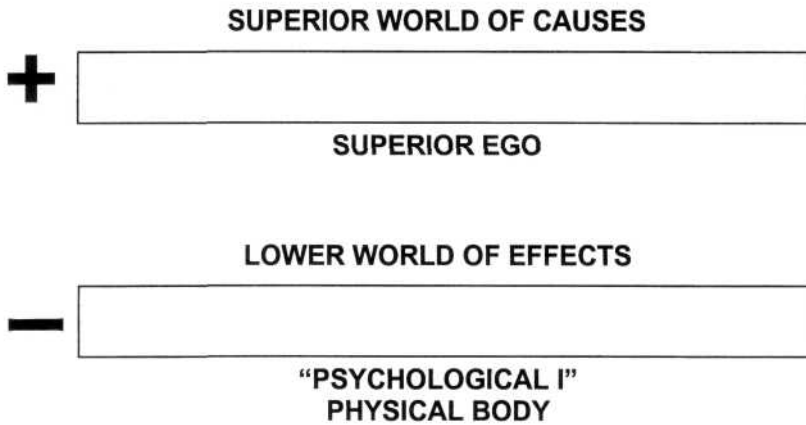 SUPERIOR WORLD OF CAUSES
+
SUPERIOR EGO
LOWER WORLD OF EFFECTS
−
“PSYCHOLOGICAL I”
PHYSICAL BODY